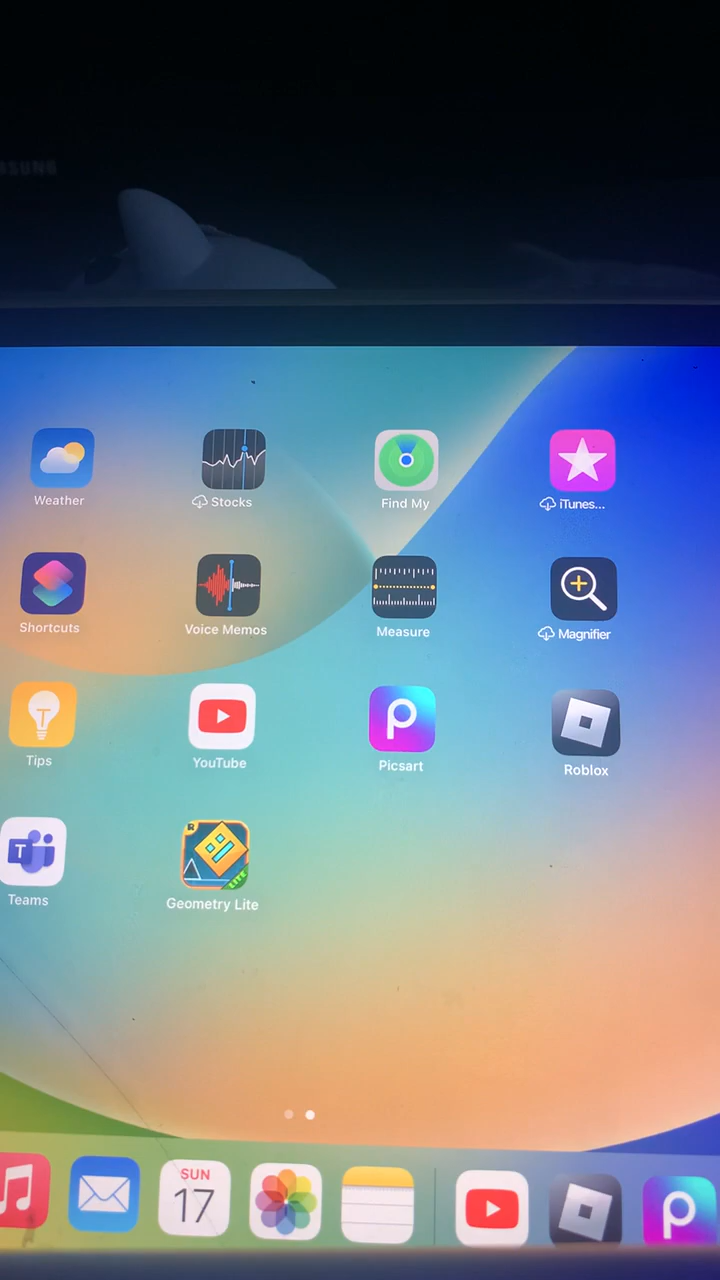 Weather
Stocks
Find My
iTunes...
Shortcuts
Voice Memos
Measure
Magnifier
Tips
YouTube
Picsart
Roblox
T
Teams
R
LITE
Geometry Lite
SUN
17